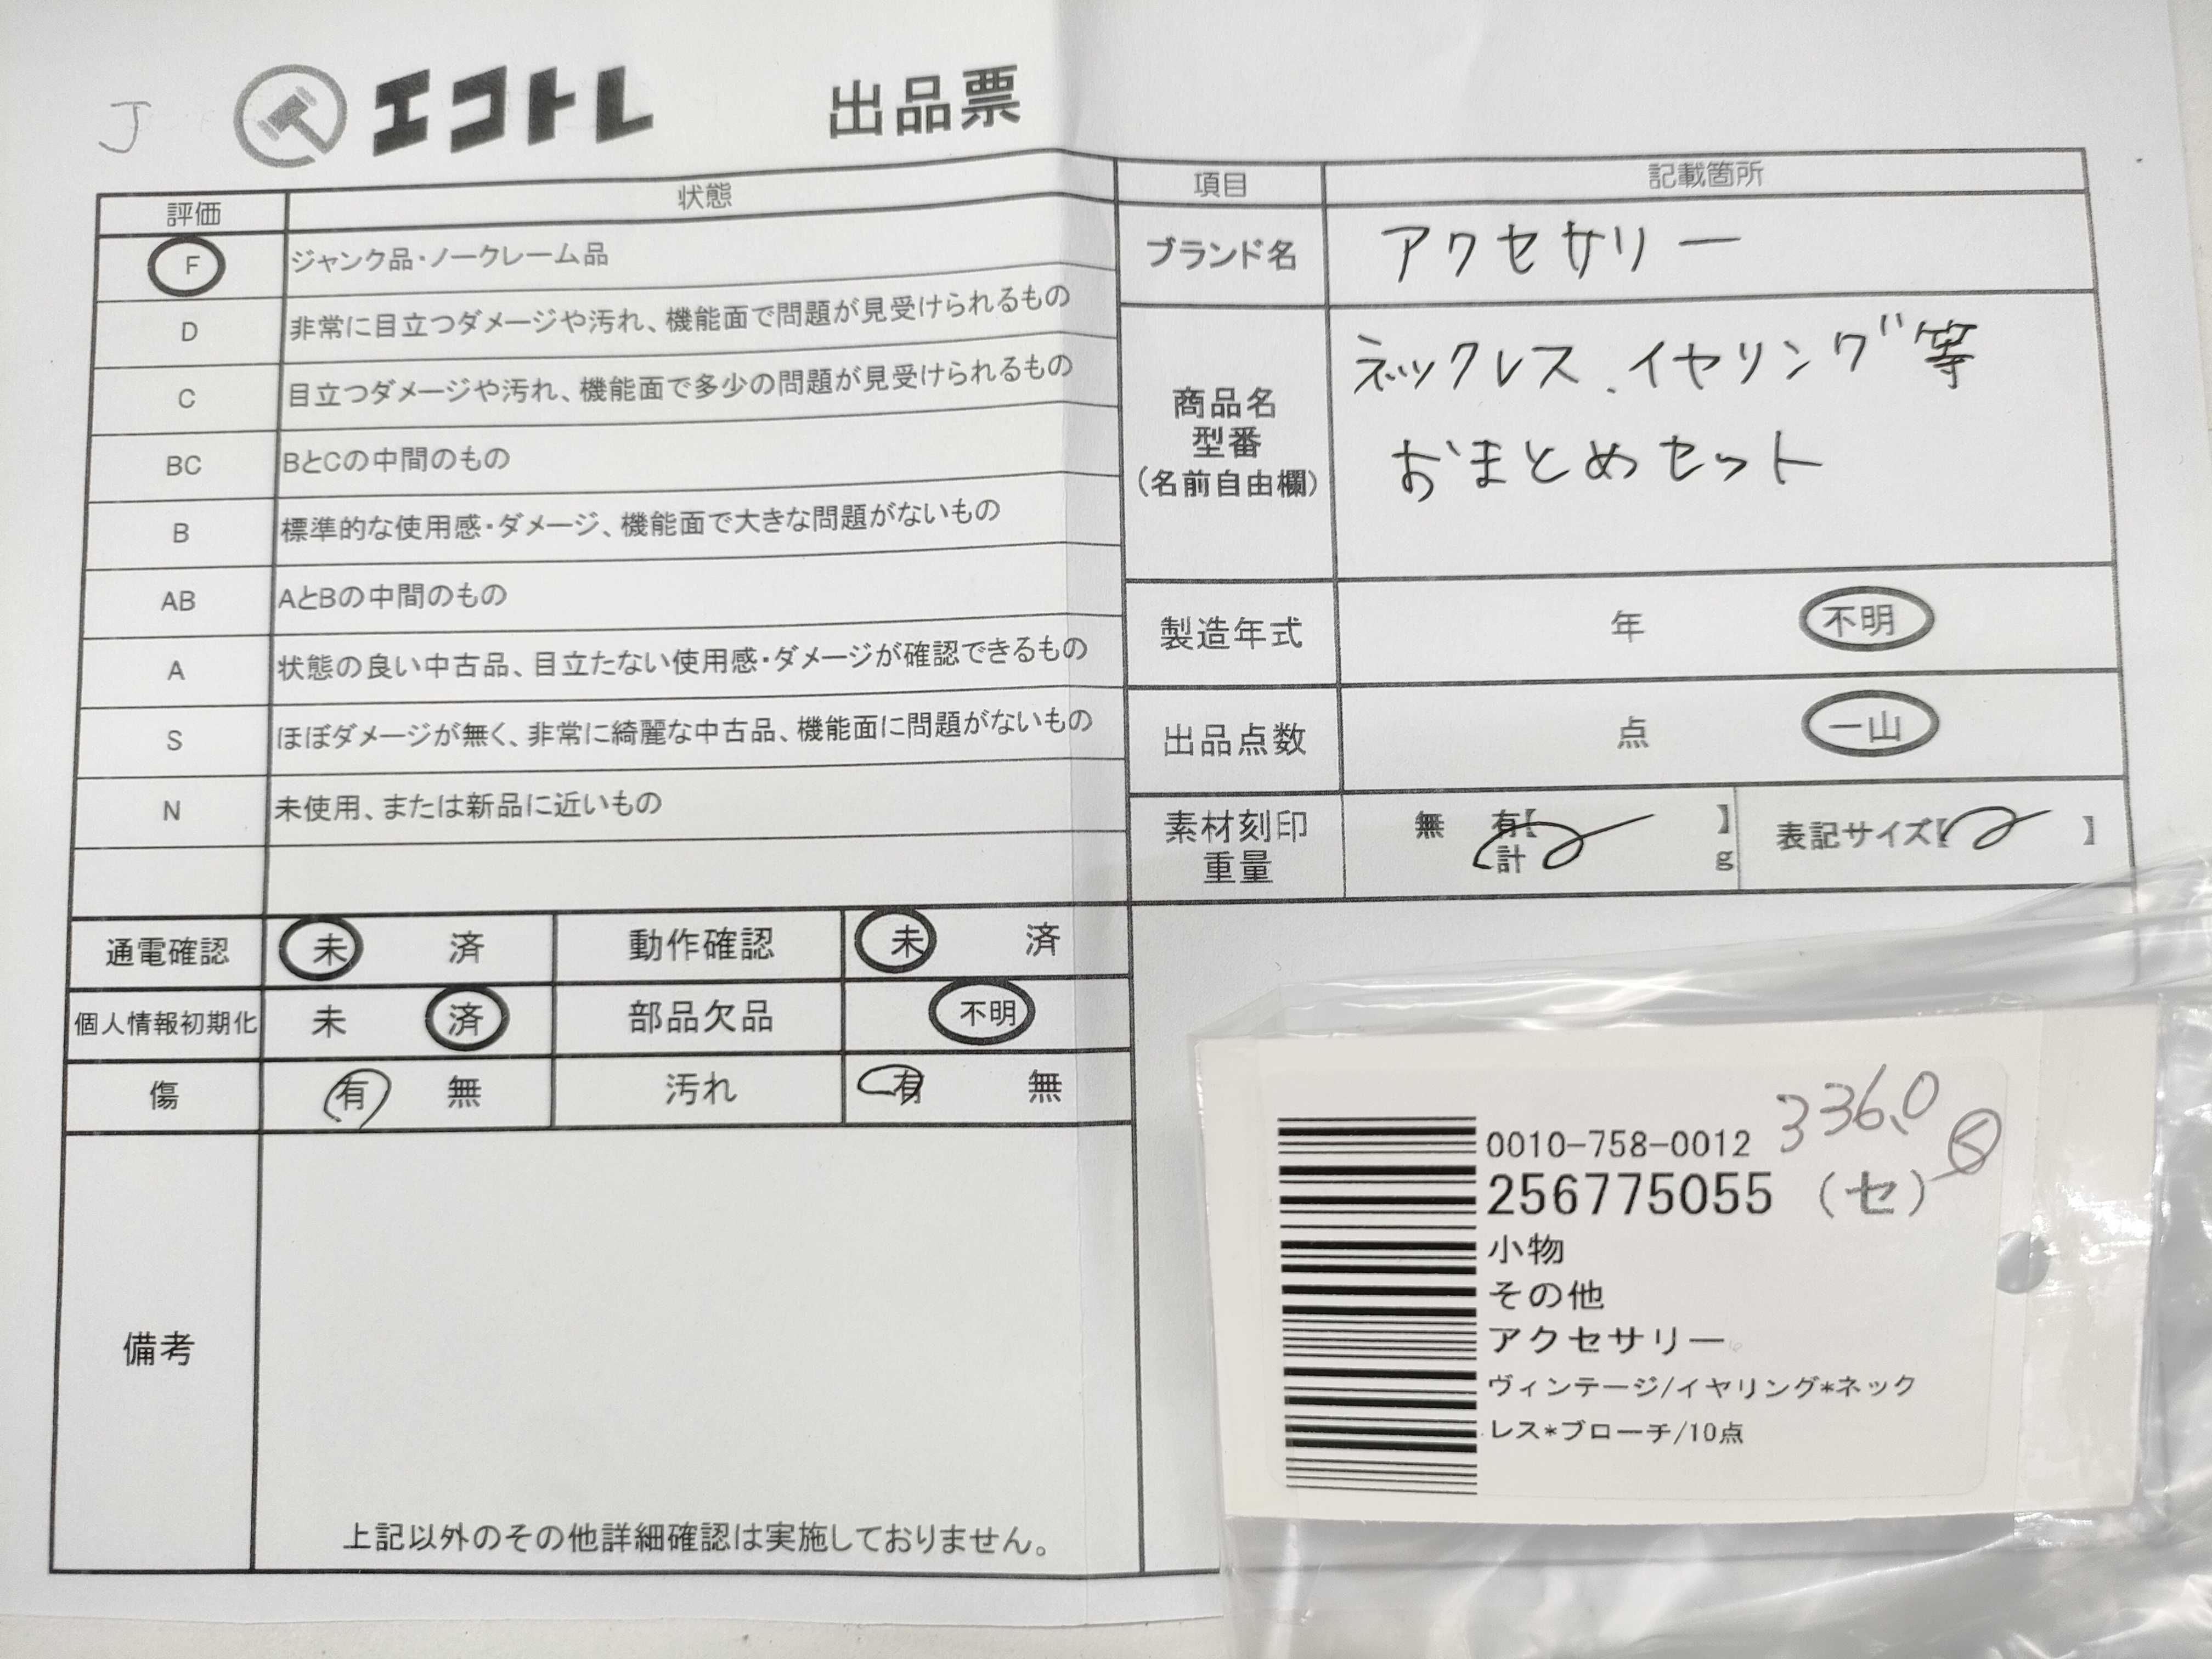 J
エコトレ 出品票
評価 状態
F ジャンク品・ノークレーム品
D 非常に目立つダメージや汚れ、機能面で問題が見受けられるもの
C 目立つダメージや汚れ、機能面で多少の問題が見受けられるもの
BC BとCの中間のもの
B 標準的な使用感・ダメージ、機能面で大きな問題がないもの
AB AとBの中間のもの
A 状態の良い中古品、目立たない使用感・ダメージが確認できるもの
S ほぼダメージが無く、非常に綺麗な中古品、機能面に問題がないもの
N 未使用、または新品に近いもの
通電確認 未 済 動作確認 未 済
個人情報初期化 未 済 部品欠品 不明
傷 有 無 汚れ 有 無
備考
上記以外のその他詳細確認は実施しておりません。
項目 記載箇所
ブランド名 アクセサリー
商品名
型番
(名前自由欄)
ネックレス、イヤリング等
おまとめセット
製造年式 年 不明
出品点数 点 一山
素材刻印 無 有【 】 表記サイズ【 】
重量 計 g
336.0
0010-758-0012
256775055 (セ)
小物
その他
アクセサリー
ヴィンテージ/イヤリング*ネック
レス*ブローチ/10点